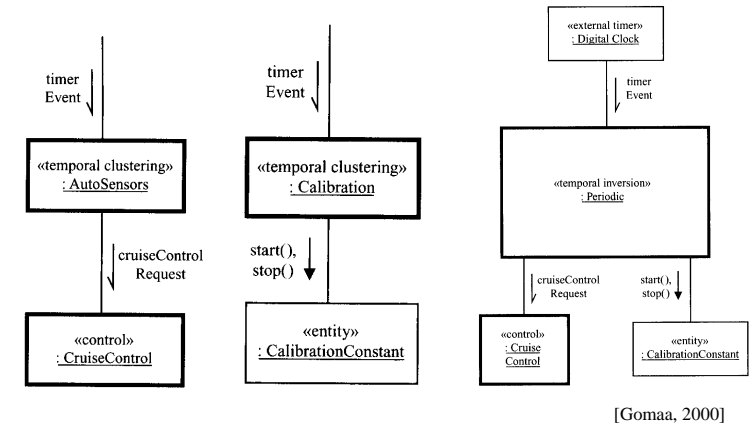 timer
Event
«temporal clustering»
: AutoSensors
cruiseControl
Request
«control»
: CruiseControl
timer
Event
«temporal clustering»
: Calibration
start(),
stop()
«entity»
: CalibrationConstant
«external timer»
: Digital Clock
timer
Event
«temporal inversion»
: Periodic
cruiseControl
Request
start(),
stop()
«control»
: Cruise
Control
«entity»
: CalibrationConstant
[Gomaa, 2000]